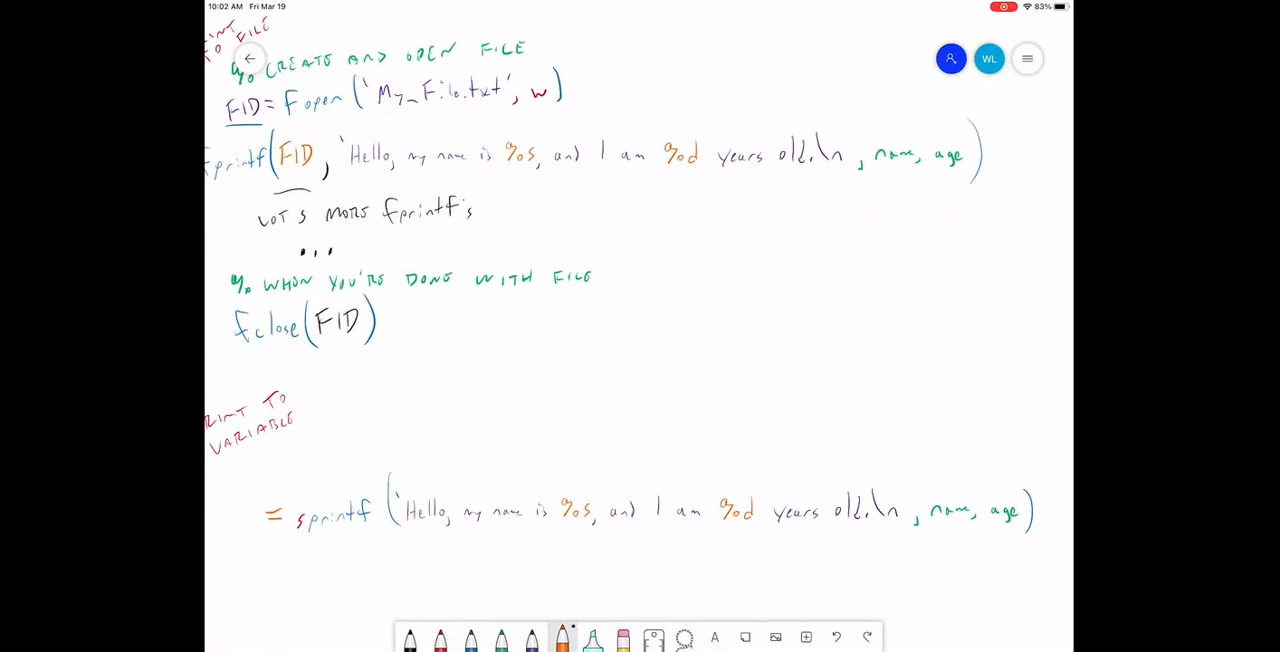 10:02 AM Fri Mar 19
83%
INT
TO FILE
% CREATE AND OPEN FILE
WL
FID = fopen('My_File.txt', w)
fprintf(FID, 'Hello, my name is %s, and I am %d years old.\n , name, age)
LOTS MORE fprintf's
...
% WHEN YOU'RE DONE WITH FILE
fclose(FID)
RINT TO
VARIABLE
= sprintf('Hello, my name is %s, and I am %d years old.\n , name, age)
A